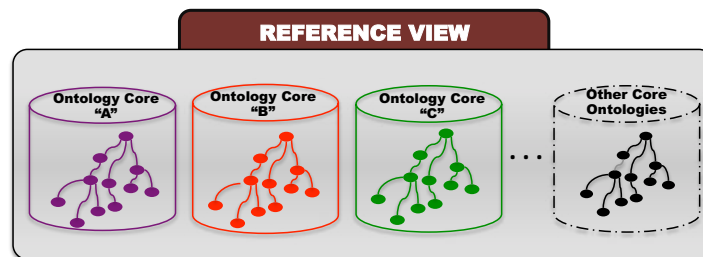 REFERENCE VIEW
Ontology Core
“A”
Ontology Core
“B”
Ontology Core
“C”
. . .
Other Core
Ontologies